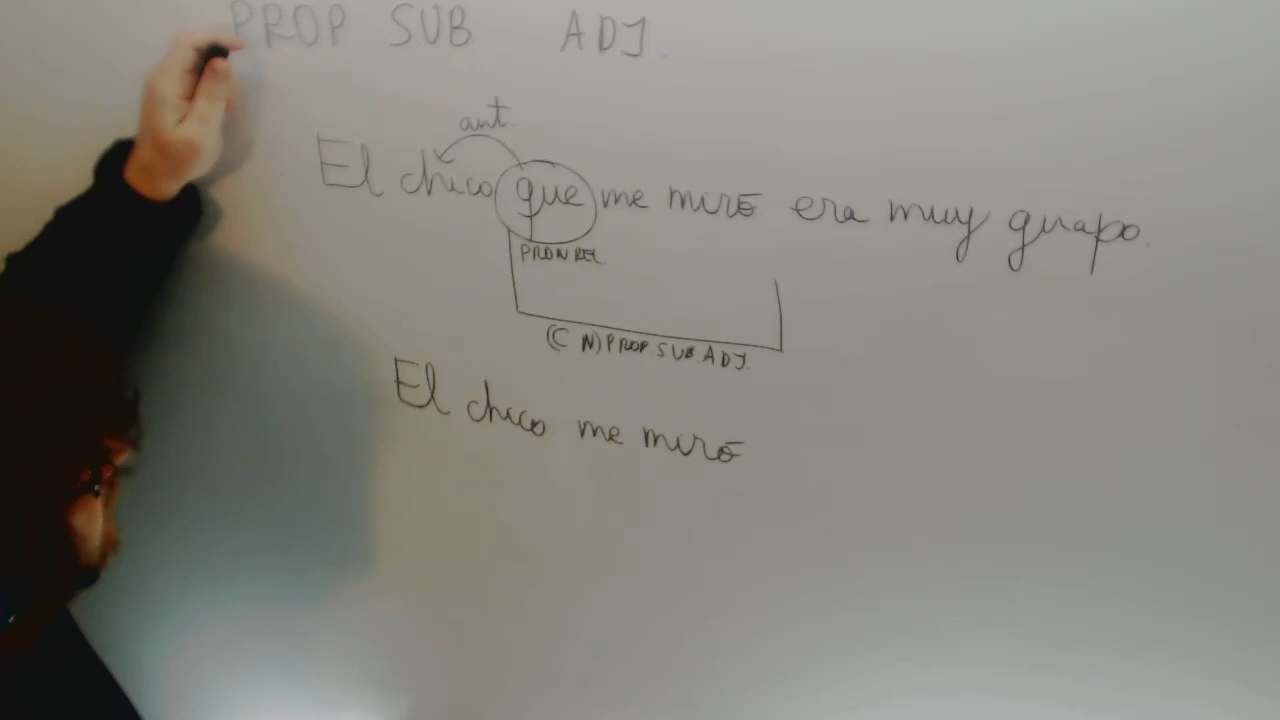 PROP SUB ADJ.
ant.
El chico que me miró era muy guapo.
PRON REL
(C N) PROP SUB. ADJ.
El chico me miró